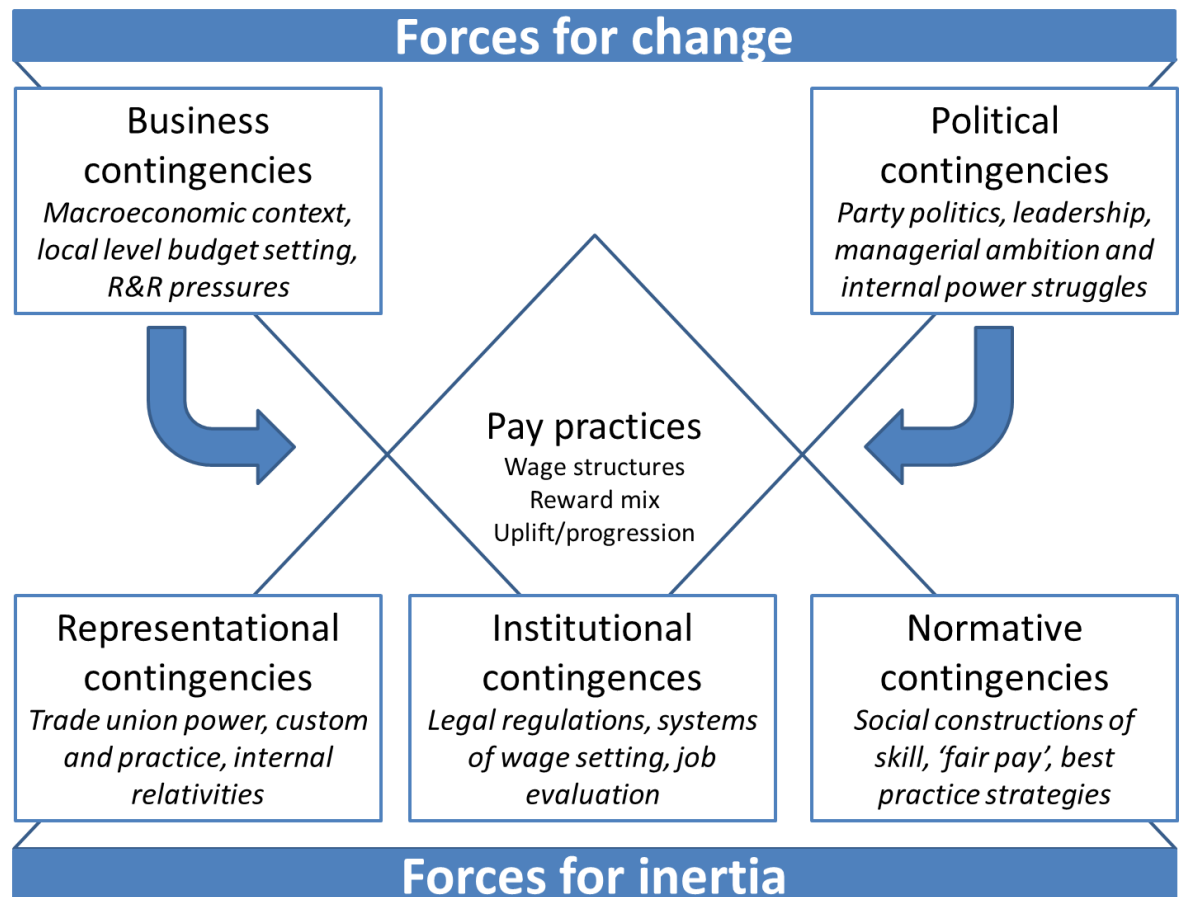 Forces for change
Business
contingencies
Macroeconomic context,
local level budget setting,
R&R pressures
Political
contingencies
Party politics, leadership,
managerial ambition and
internal power struggles
Pay practices
Wage structures
Reward mix
Uplift/progression
Representational
contingencies
Trade union power, custom
and practice, internal
relativities
Institutional
contingences
Legal regulations, systems
of wage setting, job
evaluation
Normative
contingencies
Social constructions of
skill, ‘fair pay’, best
practice strategies
Forces for inertia